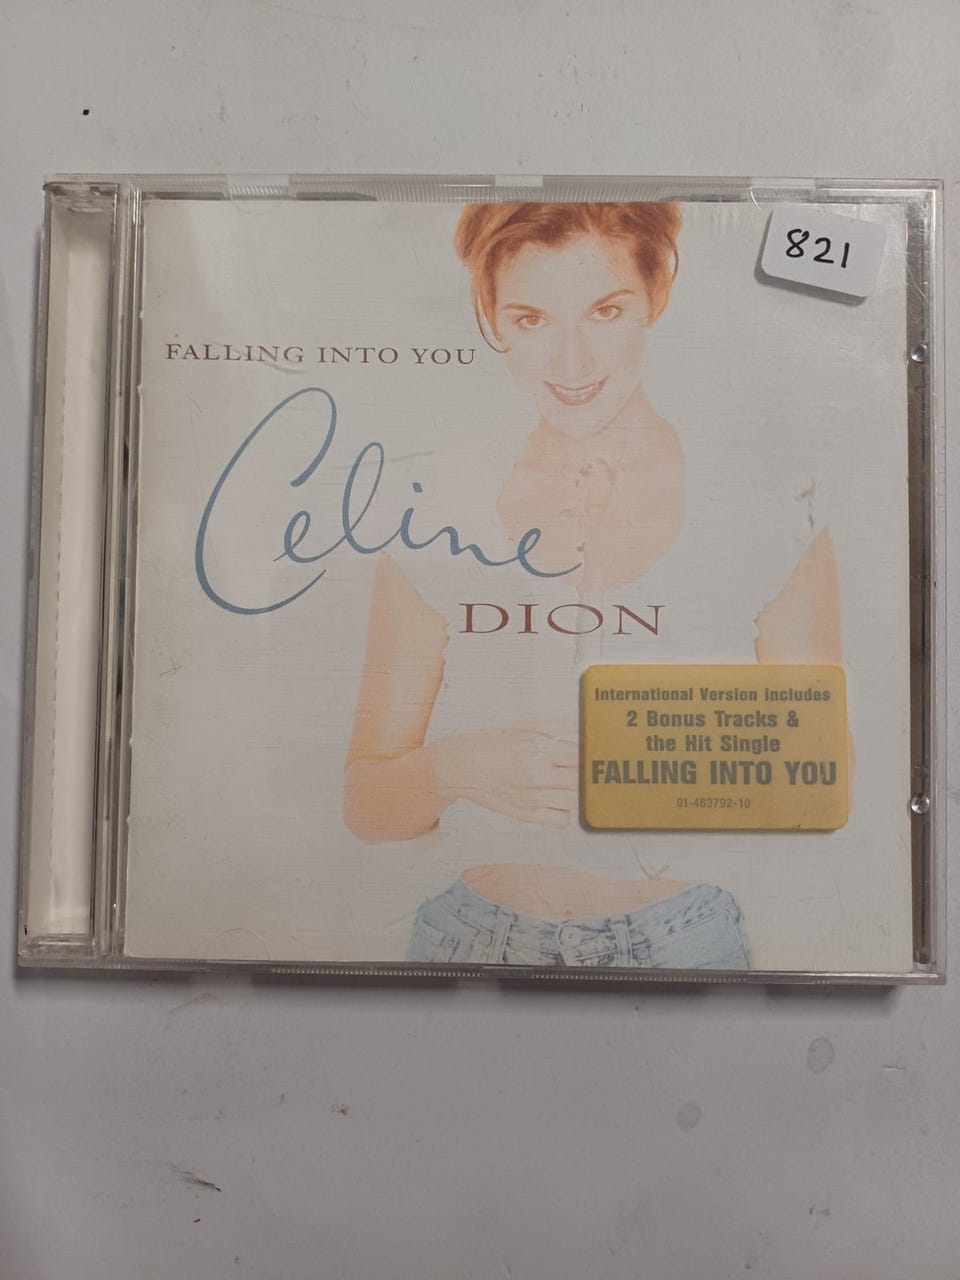 821
FALLING INTO YOU
Celine
DION
International Version includes
2 Bonus Tracks &
the Hit Single
FALLING INTO YOU
01-483792-10